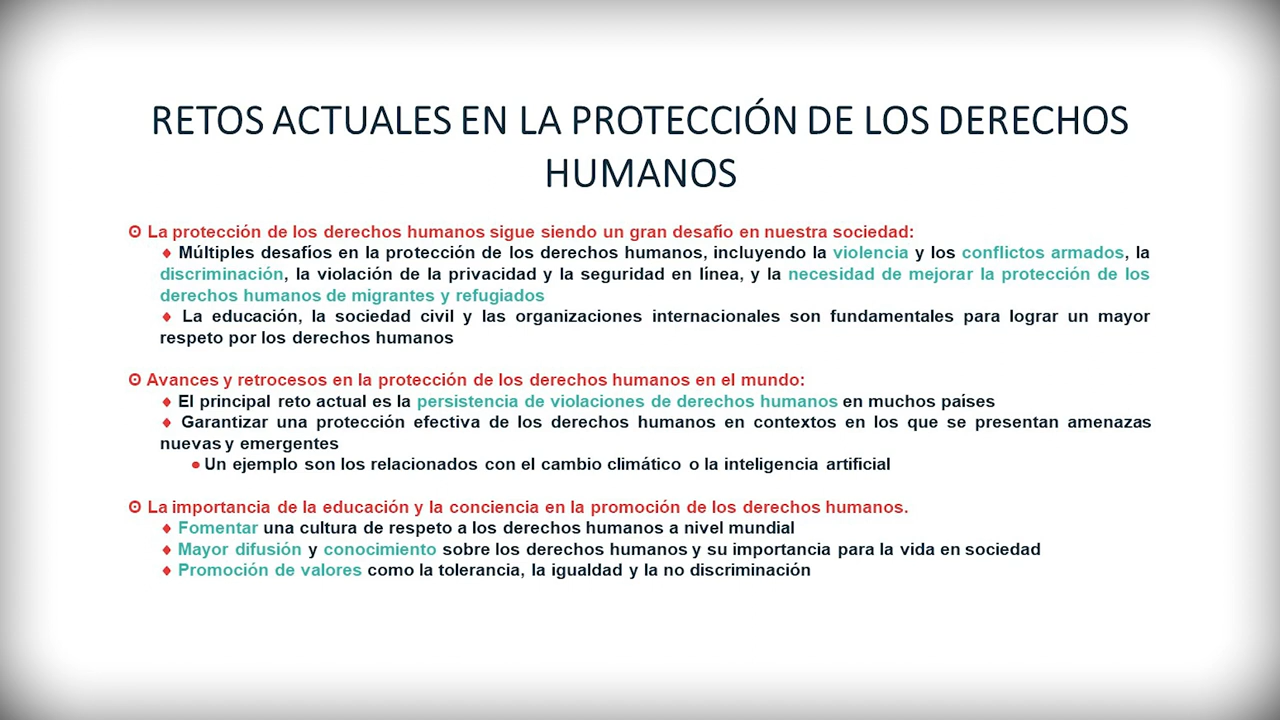 RETOS ACTUALES EN LA PROTECCIÓN DE LOS DERECHOS
HUMANOS
⊙ La protección de los derechos humanos sigue siendo un gran desafío en nuestra sociedad:
♦ Múltiples desafíos en la protección de los derechos humanos, incluyendo la violencia y los conflictos armados, la
discriminación, la violación de la privacidad y la seguridad en línea, y la necesidad de mejorar la protección de los
derechos humanos de migrantes y refugiados
♦ La educación, la sociedad civil y las organizaciones internacionales son fundamentales para lograr un mayor
respeto por los derechos humanos
⊙ Avances y retrocesos en la protección de los derechos humanos en el mundo:
♦ El principal reto actual es la persistencia de violaciones de derechos humanos en muchos países
♦ Garantizar una protección efectiva de los derechos humanos en contextos en los que se presentan amenazas
nuevas y emergentes
● Un ejemplo son los relacionados con el cambio climático o la inteligencia artificial
⊙ La importancia de la educación y la conciencia en la promoción de los derechos humanos.
♦ Fomentar una cultura de respeto a los derechos humanos a nivel mundial
♦ Mayor difusión y conocimiento sobre los derechos humanos y su importancia para la vida en sociedad
♦ Promoción de valores como la tolerancia, la igualdad y la no discriminación